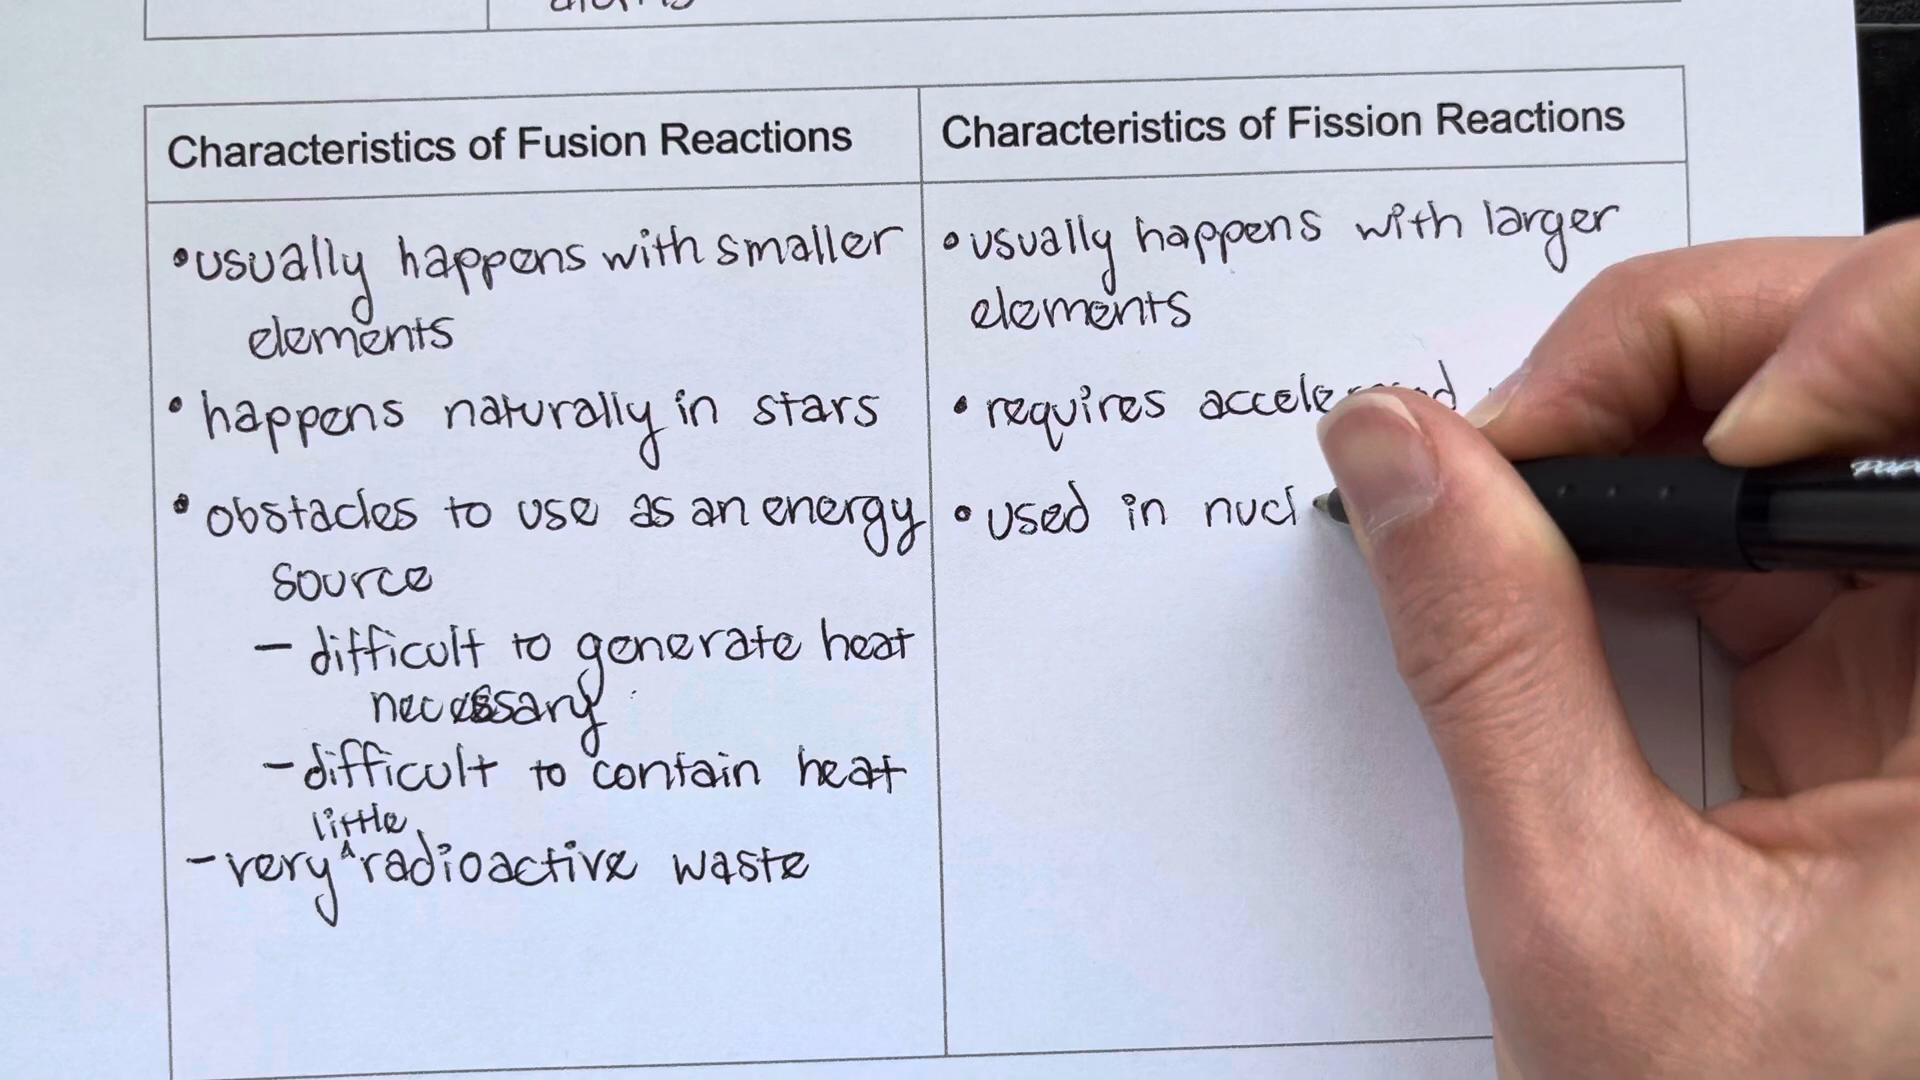 Characteristics of Fusion Reactions
•usually happens with smaller
elements
• happens naturally in stars
• obstacles to use as an energy
source
– difficult to generate heat
necessary
– difficult to contain heat
little
– very ^ radioactive waste
Characteristics of Fission Reactions
•usually happens with larger
elements
• requires
• used in nucl